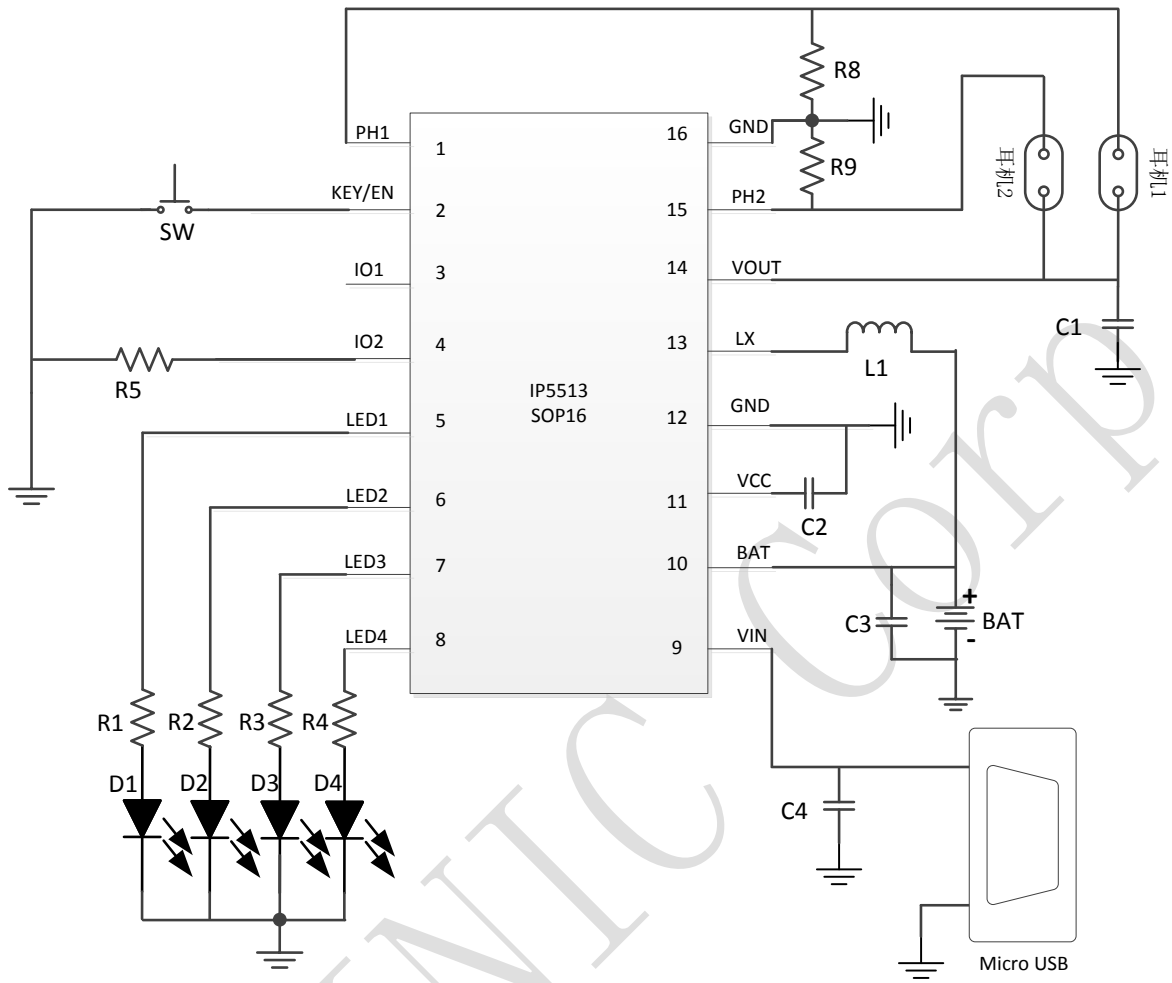 PH1
1
KEY/EN
2
SW
IO1
3
IO2
4
R5
LED1
5
LED2
6
LED3
7
LED4
8
R1
R2
R3
R4
D1
D2
D3
D4
IP5513
SOP16
16
GND
R8
R9
15
PH2
14
VOUT
13
LX
L1
12
GND
11
VCC
C2
10
BAT
9
VIN
C3
+
BAT
-
C4
Micro USB
C1
耳机2
耳机1
NIC Corp